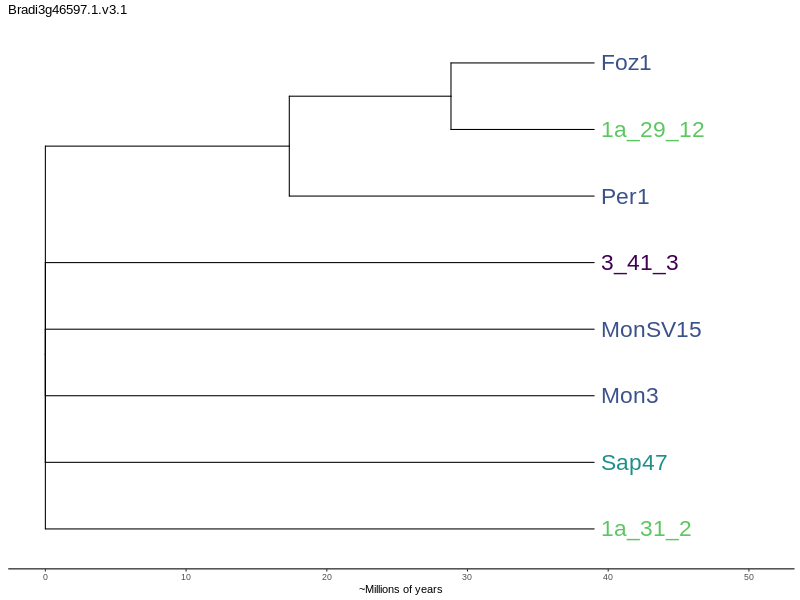 Bradi3g46597.1.v3.1
Foz1
1a_29_12
Per1
3_41_3
MonSV15
Mon3
Sap47
1a_31_2
0 10 20 30 40 50
~Millions of years